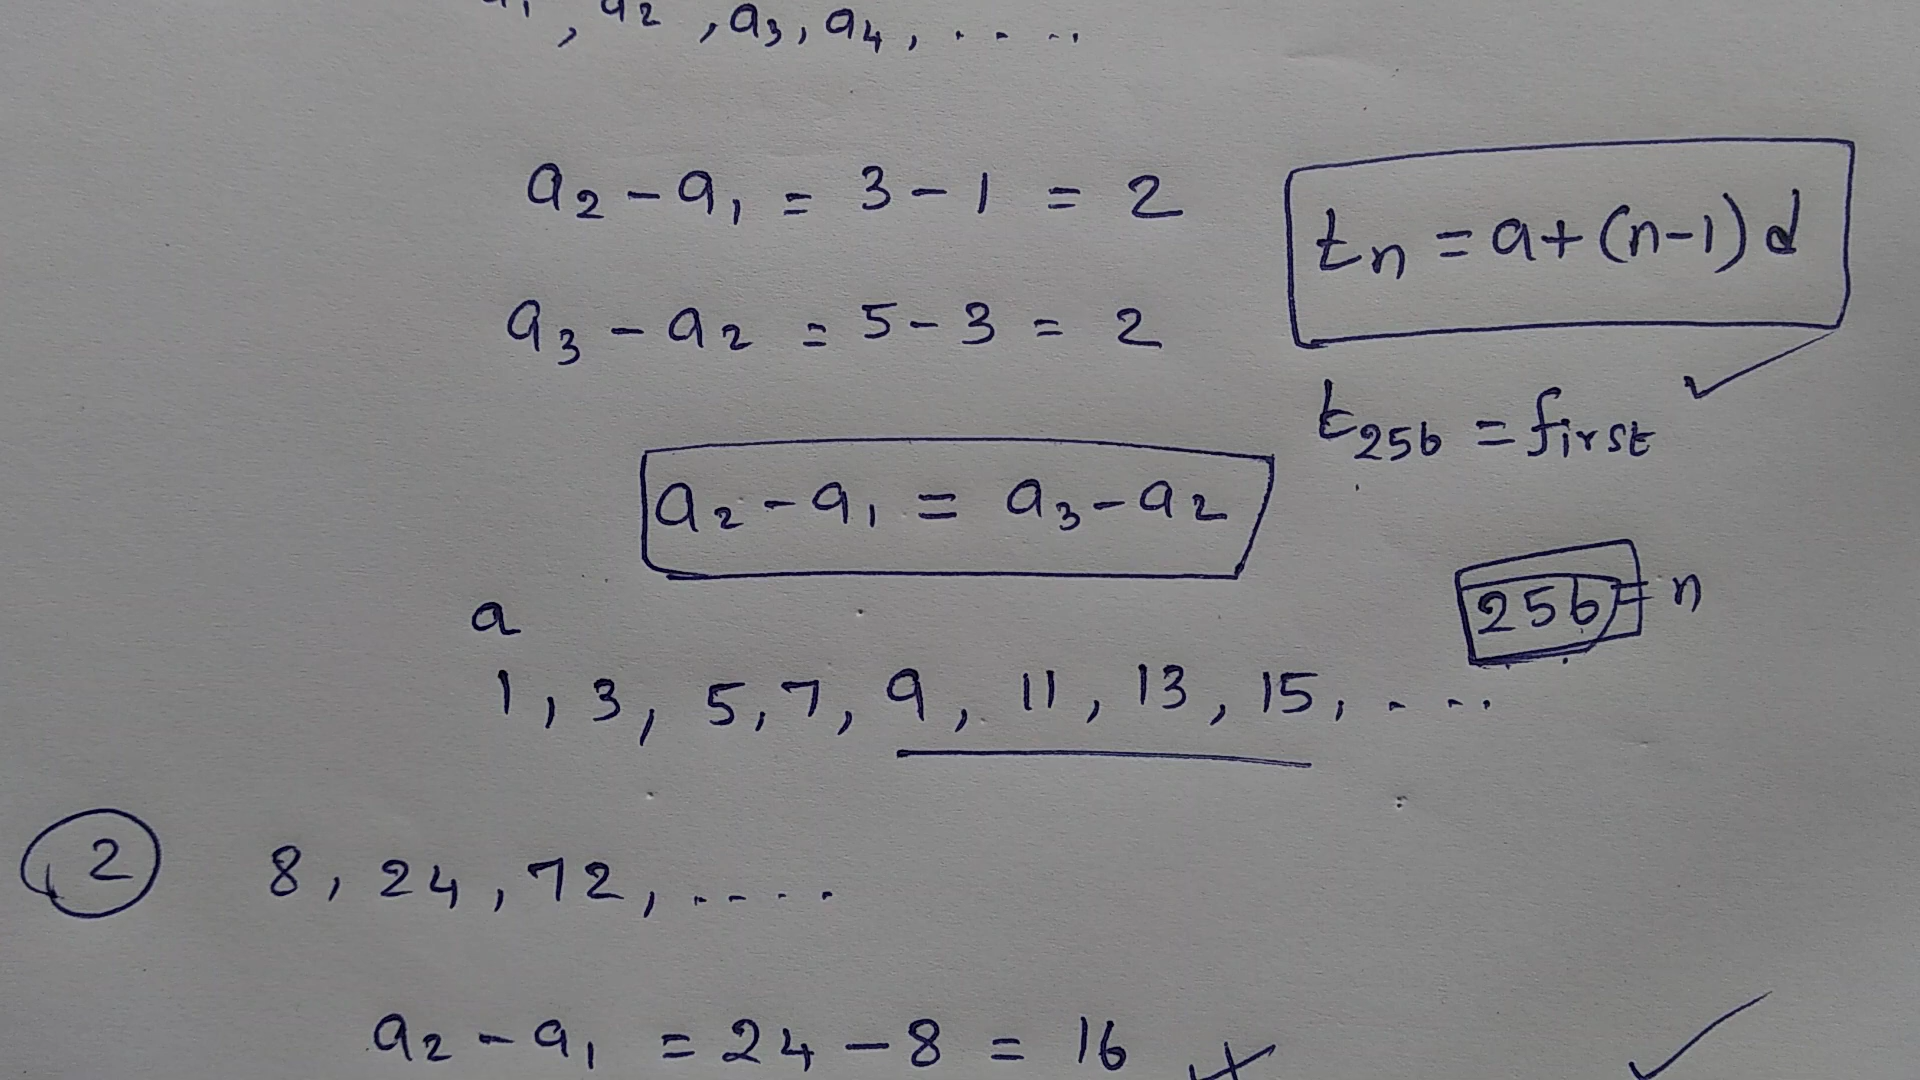 a1, a2, a3, a4, .....
a2 - a1 = 3 - 1 = 2
tn = a + (n-1) d
a3 - a2 = 5 - 3 = 2
t256 = first
a2 - a1 = a3 - a2
256 = n
a
1, 3, 5, 7, 9, 11, 13, 15, ....
2 8, 24, 72, .....
a2 - a1 = 24 - 8 = 16